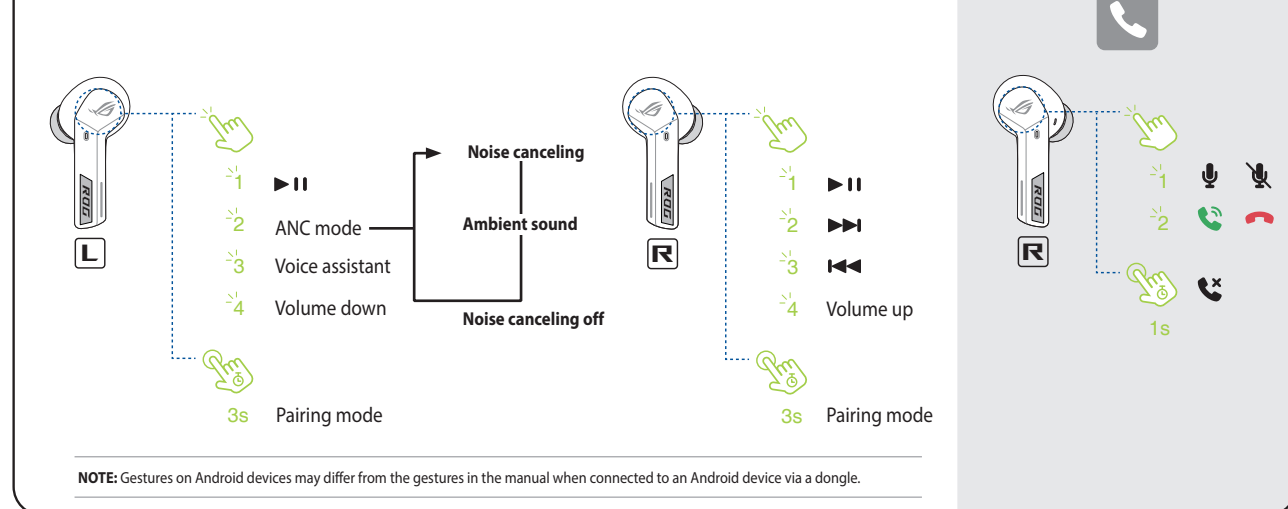 ROG
L
1
2 ANC mode
3 Voice assistant
4 Volume down
3s Pairing mode
Noise canceling
Ambient sound
Noise canceling off
ROG
R
1
2
3
4 Volume up
3s Pairing mode
NOTE: Gestures on Android devices may differ from the gestures in the manual when connected to an Android device via a dongle.
ROG
R
1
2
1s